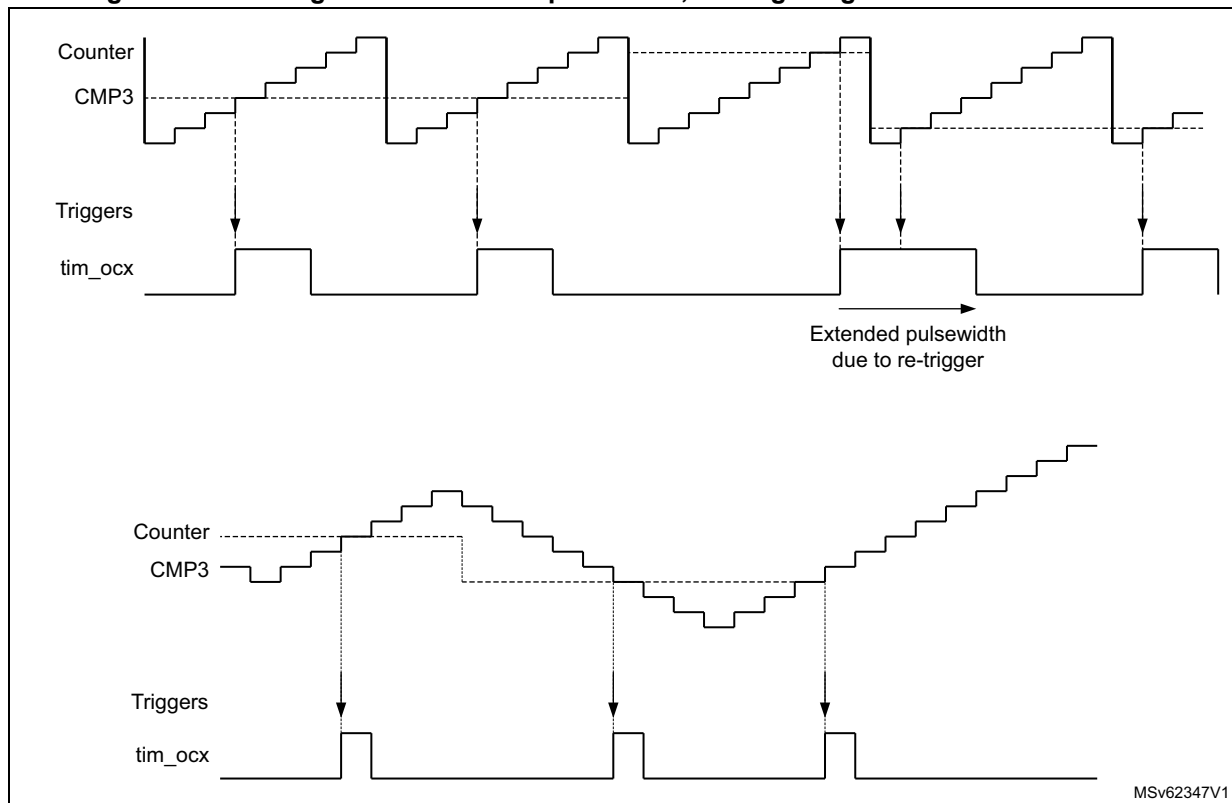 Counter
CMP3
Triggers
tim_ocx
Extended pulsewidth
due to re-trigger
Counter
CMP3
Triggers
tim_ocx
MSv62347V1